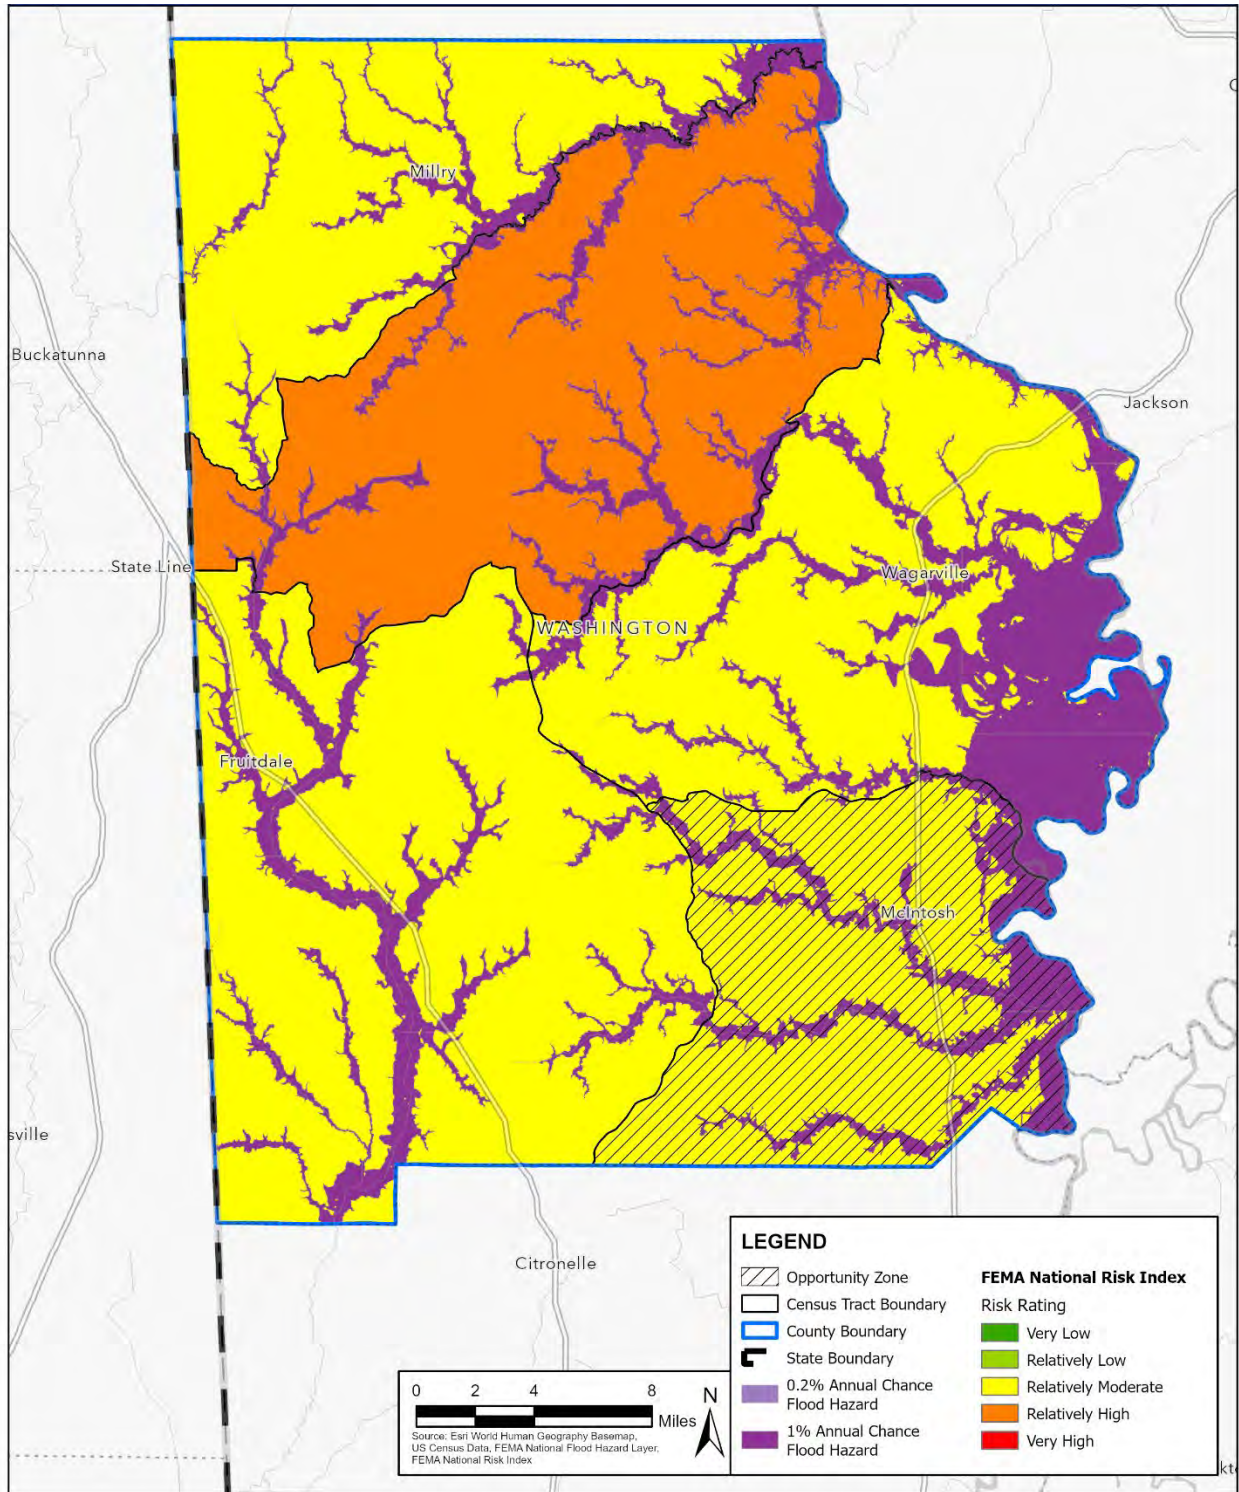 Millry
Buckatunna
Jackson
State Line
Wagarville
WASHINGTON
Fruitdale
McIntosh
sville
Citronelle
LEGEND
Opportunity Zone
Census Tract Boundary
County Boundary
State Boundary
0.2% Annual Chance
Flood Hazard
1% Annual Chance
Flood Hazard
FEMA National Risk Index
Risk Rating
Very Low
Relatively Low
Relatively Moderate
Relatively High
Very High
0 2 4 8
Miles
N
Source: Esri World Human Geography Basemap,
US Census Data, FEMA National Flood Hazard Layer,
FEMA National Risk Index